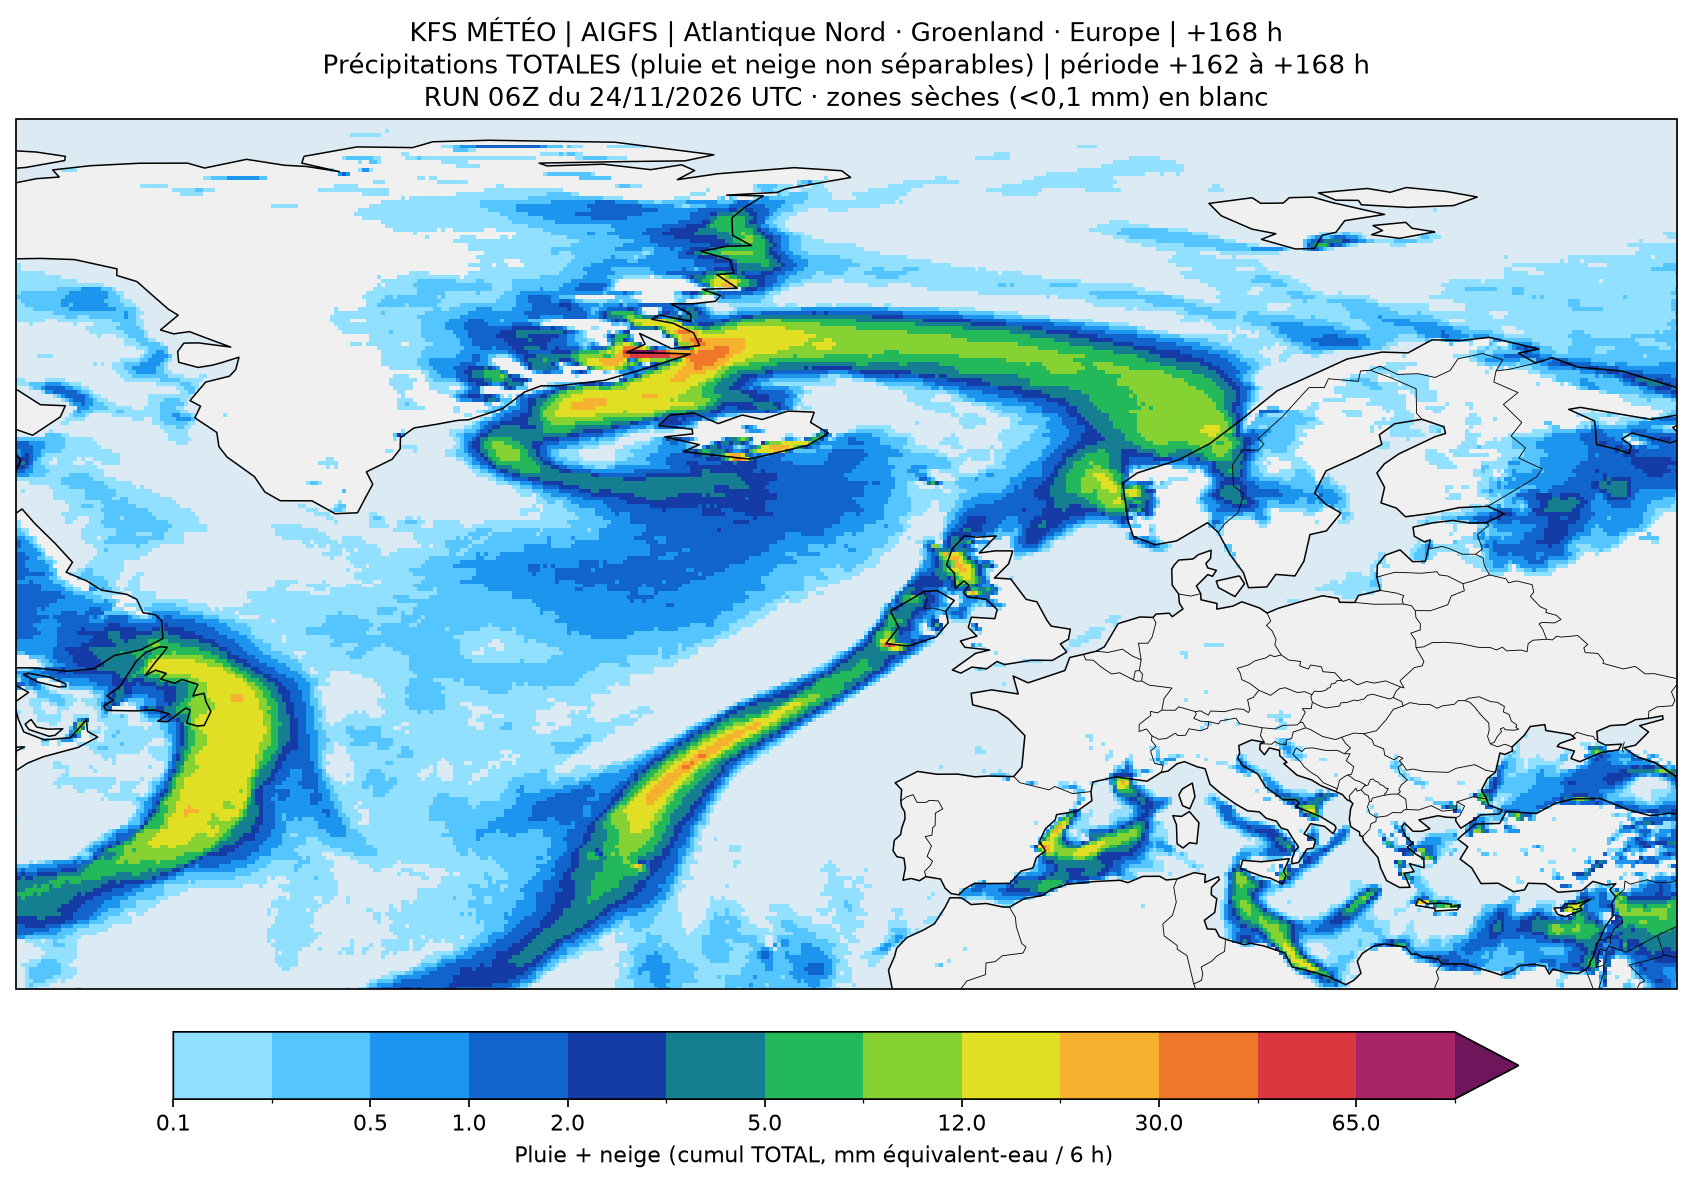 KFS MÉTÉO | AIGFS | Atlantique Nord · Groenland · Europe | +168 h
Précipitations TOTALES (pluie et neige non séparables) | période +162 à +168 h
RUN 06Z du 24/11/2026 UTC · zones sèches (<0,1 mm) en blanc
0.1 0.5 1.0 2.0 5.0 12.0 30.0 65.0
Pluie + neige (cumul TOTAL, mm équivalent-eau / 6 h)